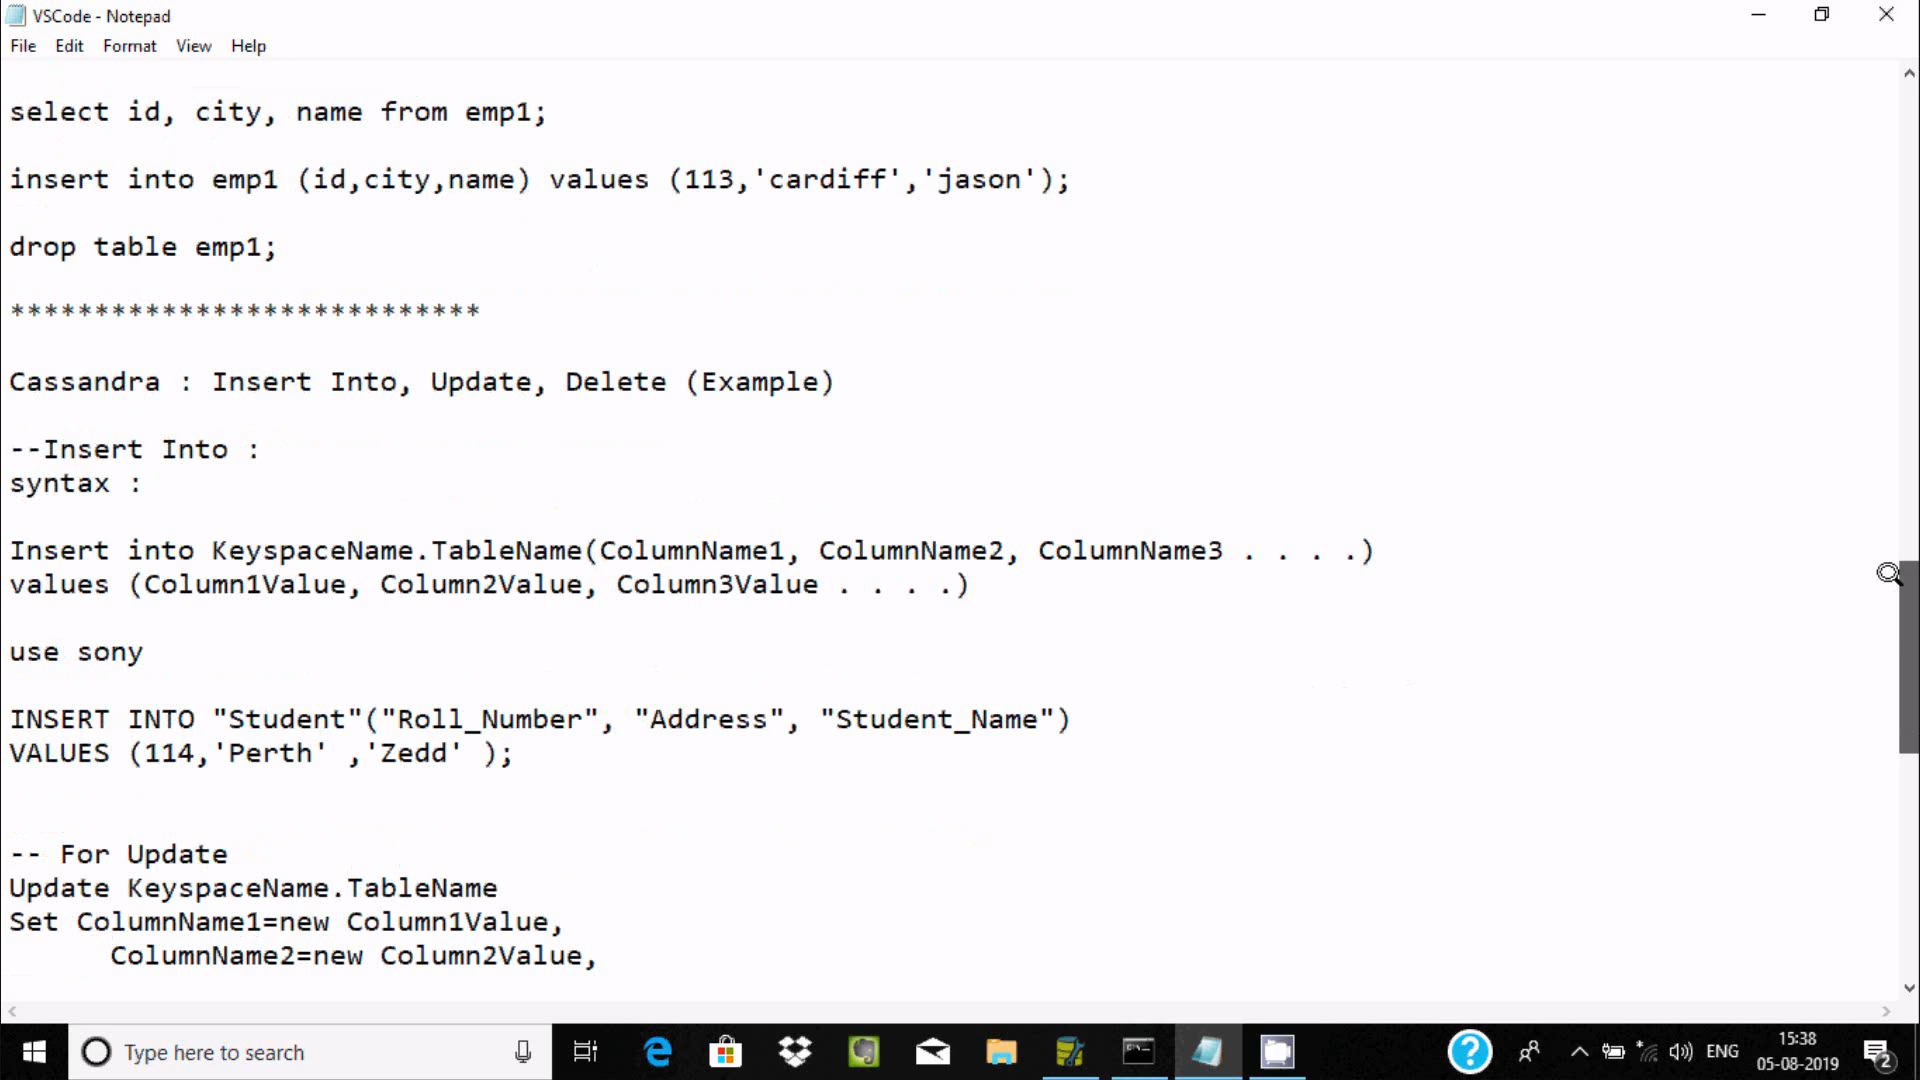 VSCode - Notepad
File Edit Format View Help
select id, city, name from emp1;
insert into emp1 (id,city,name) values (113,'cardiff','jason');
drop table emp1;
****************************
Cassandra : Insert Into, Update, Delete (Example)
--Insert Into :
syntax :
Insert into KeyspaceName.TableName(ColumnName1, ColumnName2, ColumnName3 . . . .)
values (Column1Value, Column2Value, Column3Value . . . .)
use sony
INSERT INTO "Student"("Roll_Number", "Address", "Student_Name")
VALUES (114,'Perth' ,'Zedd' );
-- For Update
Update KeyspaceName.TableName
Set ColumnName1=new Column1Value,
ColumnName2=new Column2Value,
Type here to search
ENG
15:38
05-08-2019
2